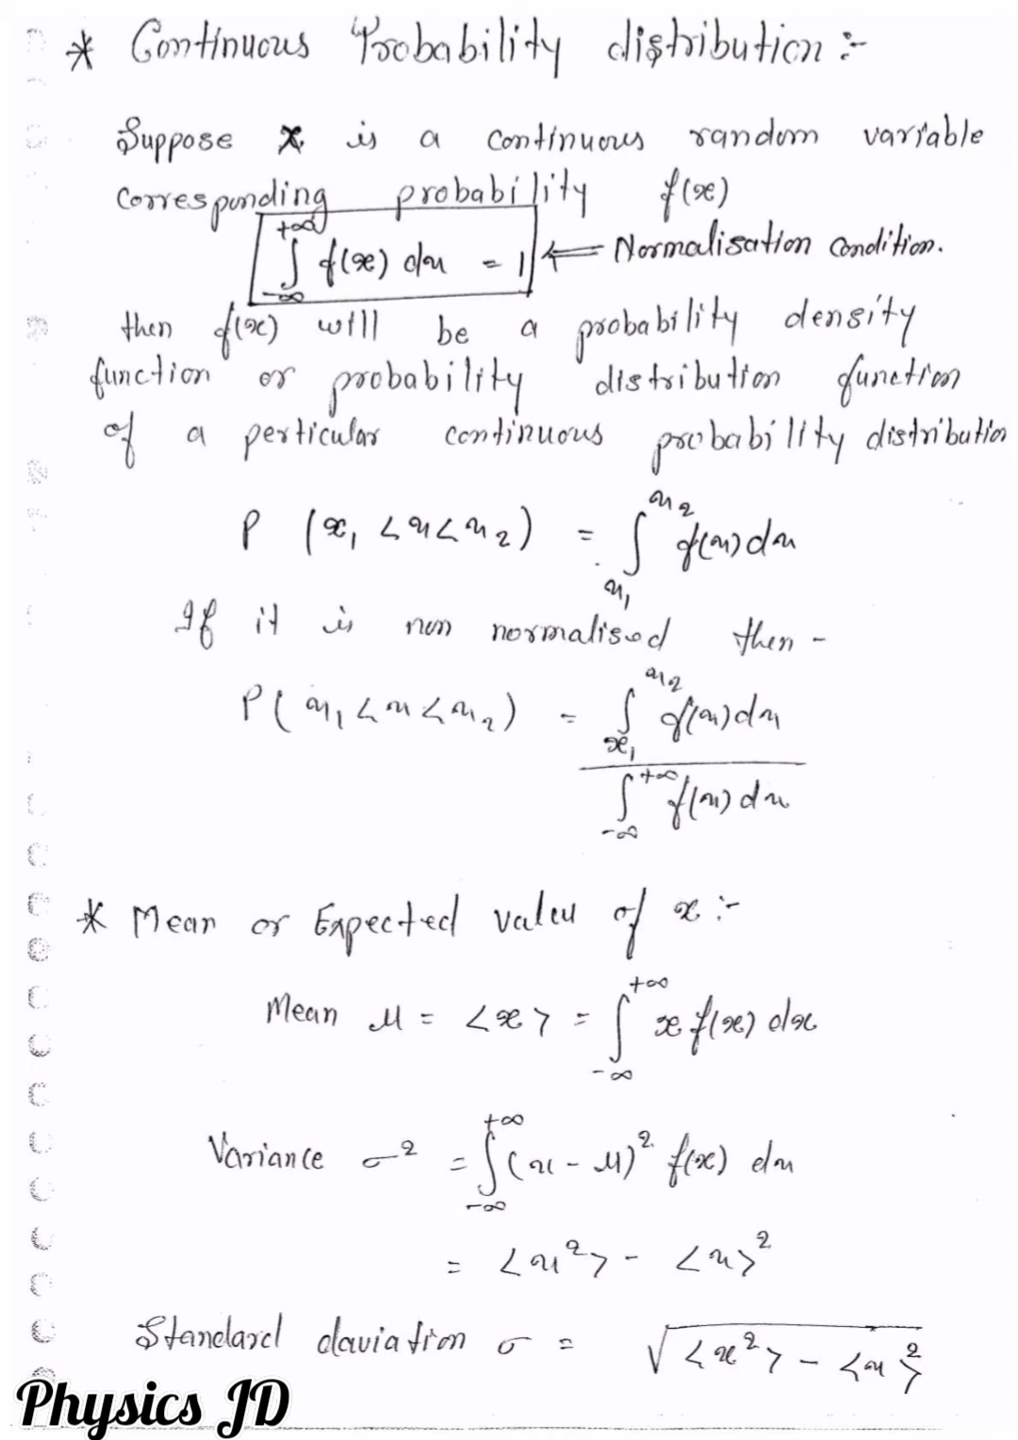 * Continuous Probability distribution :-
Suppose x is a continuous random variable
corresponding probability f(x)
∫_{-∞}^{+∞} f(x) dx = 1 ⇐ Normalisation Condition.
then f(x) will be a probability density
function or probability distribution function
of a perticular continuous probability distribution
P (x₁ < x < x₂) = ∫_{x₁}^{x₂} f(x) dx
If it is non normalised then -
P( x₁ < x < x₂ ) = ∫_{x₁}^{x₂} f(x) dx / ∫_{-∞}^{+∞} f(x) dx
* Mean or Expected valeu of x :-
Mean μ = <x> = ∫_{-∞}^{+∞} x f(x) dx
Variance σ² = ∫_{-∞}^{+∞} (x - μ)² f(x) dx
= <x²> - <x>²
Standard daviation σ = √(<x²> - <x>²)
Physics JD